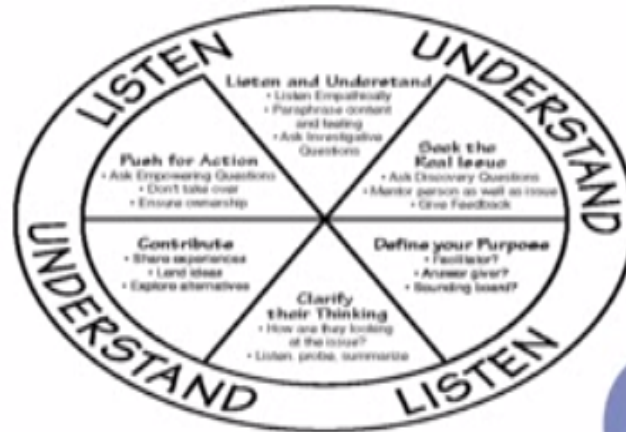 LISTEN
UNDERSTAND
Listen and Understand
• Listen Empathically
• Paraphrase content
and feeling
• Ask Investigative
Questions
Seek the
Real Issue
• Ask Discovery Questions
• Mentor person as well as issue
• Give Feedback
Define your Purpose
• Facilitator?
• Answer giver?
• Sounding board?
LISTEN
Clarify
their Thinking
• How are they looking
at the issue?
• Listen, probe, summarize
UNDERSTAND
Contribute
• Share experiences
• Lend ideas
• Explore alternatives
Push for Action
• Ask Empowering Questions
• Don't take over
• Ensure ownership